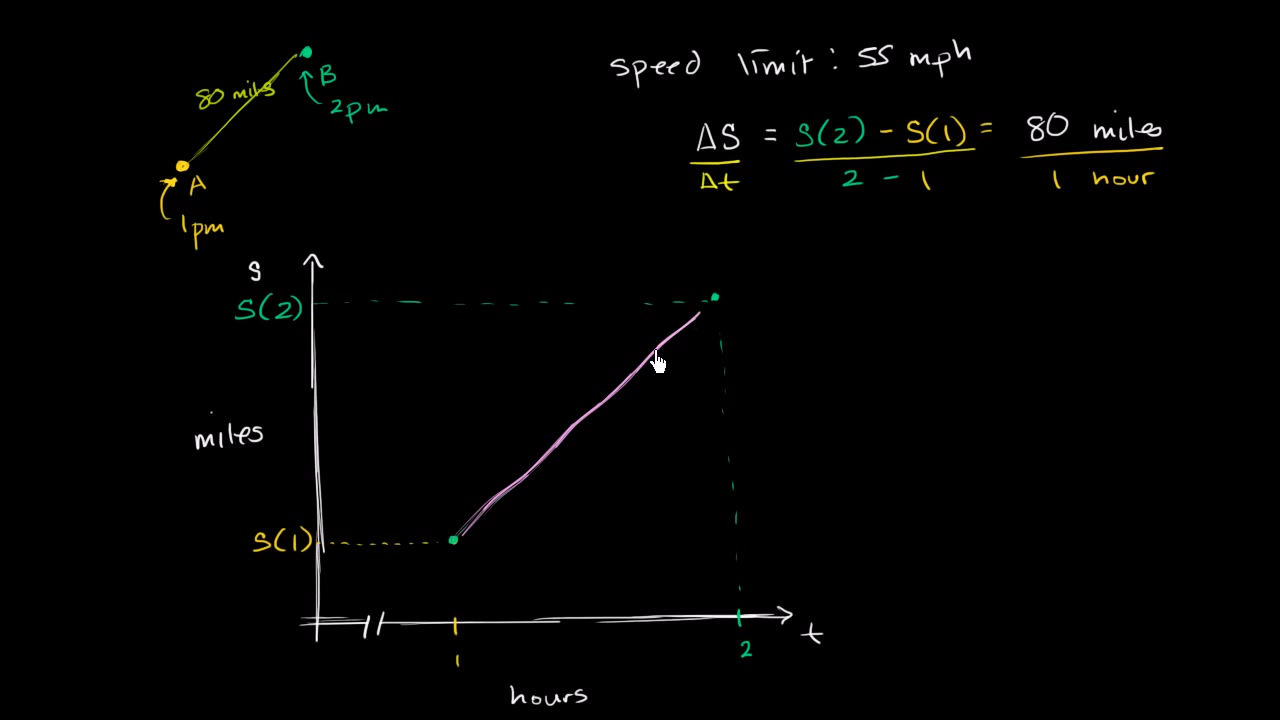 80 miles
B
2pm
A
1pm
speed limit: 55 mph
ΔS/Δt = S(2) - S(1)/2 - 1 = 80 miles/1 hour
S
S(2)
miles
S(1)
1
2
t
hours